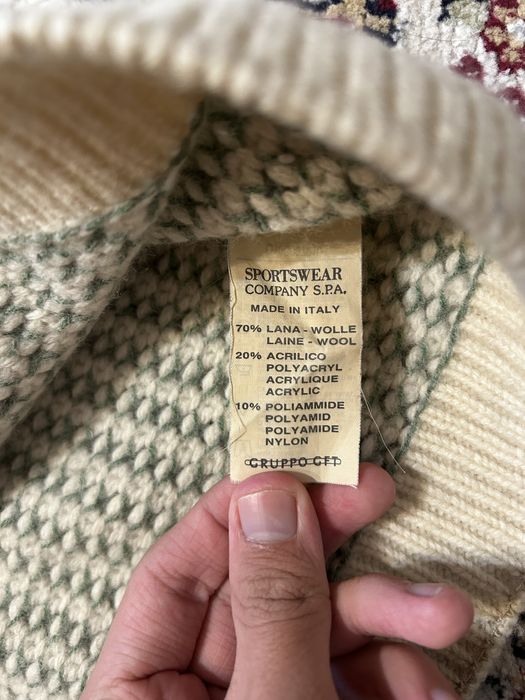 SPORTSWEAR
COMPANY S.P.A.
MADE IN ITALY
70% LANA - WOLLE
LAINE - WOOL
20% ACRILICO
POLYACRYL
ACRYLIQUE
ACRYLIC
10% POLIAMMIDE
POLYAMID
POLYAMIDE
NYLON
GRUPPO GFT